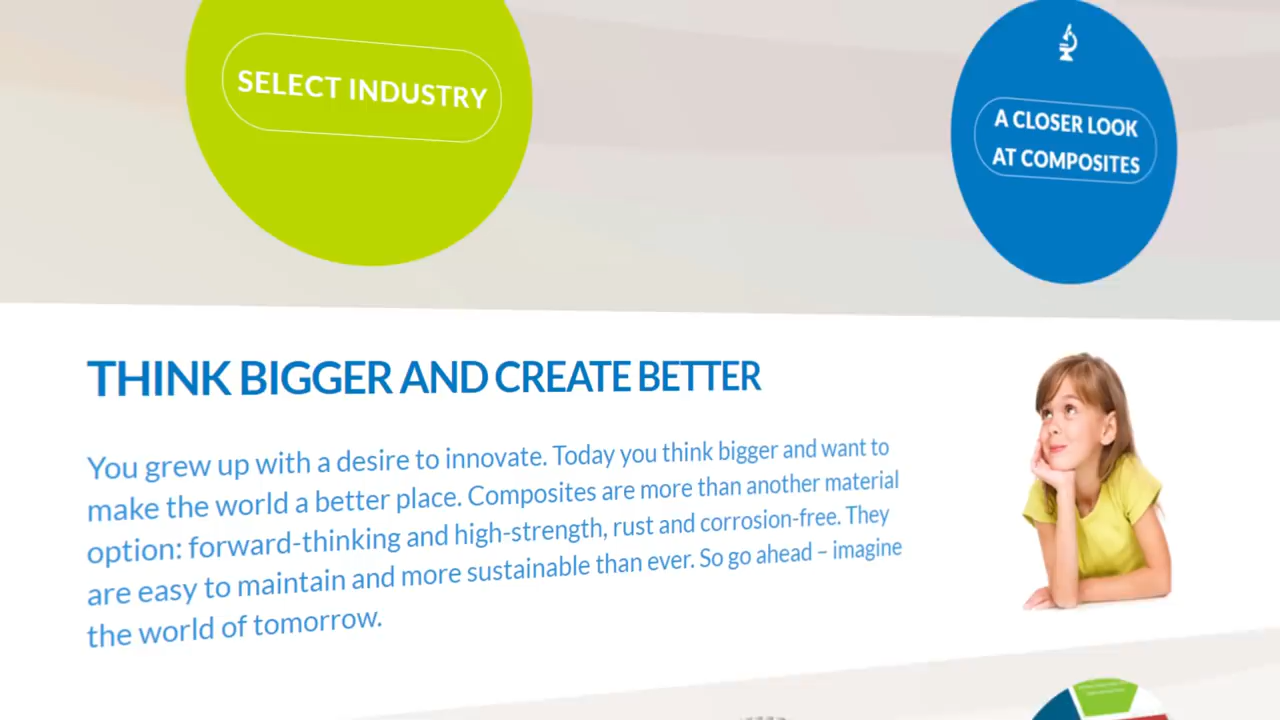 SELECT INDUSTRY
A CLOSER LOOK
AT COMPOSITES
THINK BIGGER AND CREATE BETTER
You grew up with a desire to innovate. Today you think bigger and want to
make the world a better place. Composites are more than another material
option: forward-thinking and high-strength, rust and corrosion-free. They
are easy to maintain and more sustainable than ever. So go ahead – imagine
the world of tomorrow.